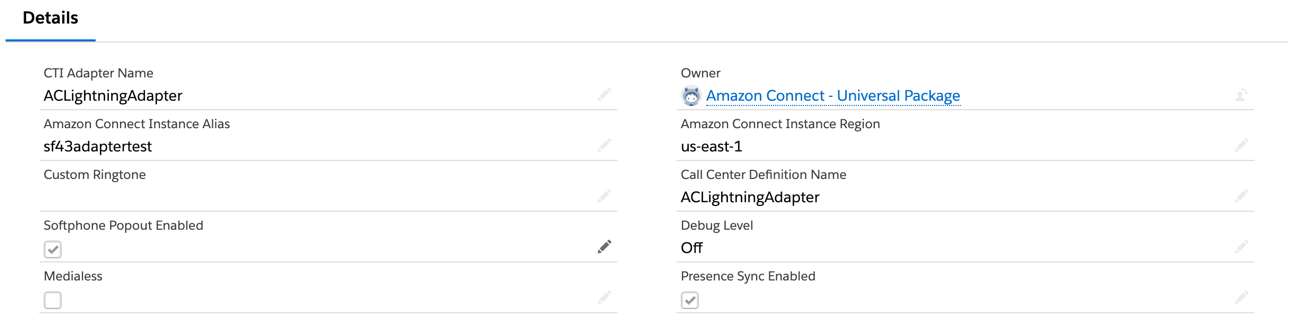 Details
CTI Adapter Name
ACLightningAdapter
Owner
Amazon Connect - Universal Package
Amazon Connect Instance Alias
sf43adaptertest
Amazon Connect Instance Region
us-east-1
Custom Ringtone
Call Center Definition Name
ACLightningAdapter
Softphone Popout Enabled
Debug Level
Off
Medialess
Presence Sync Enabled